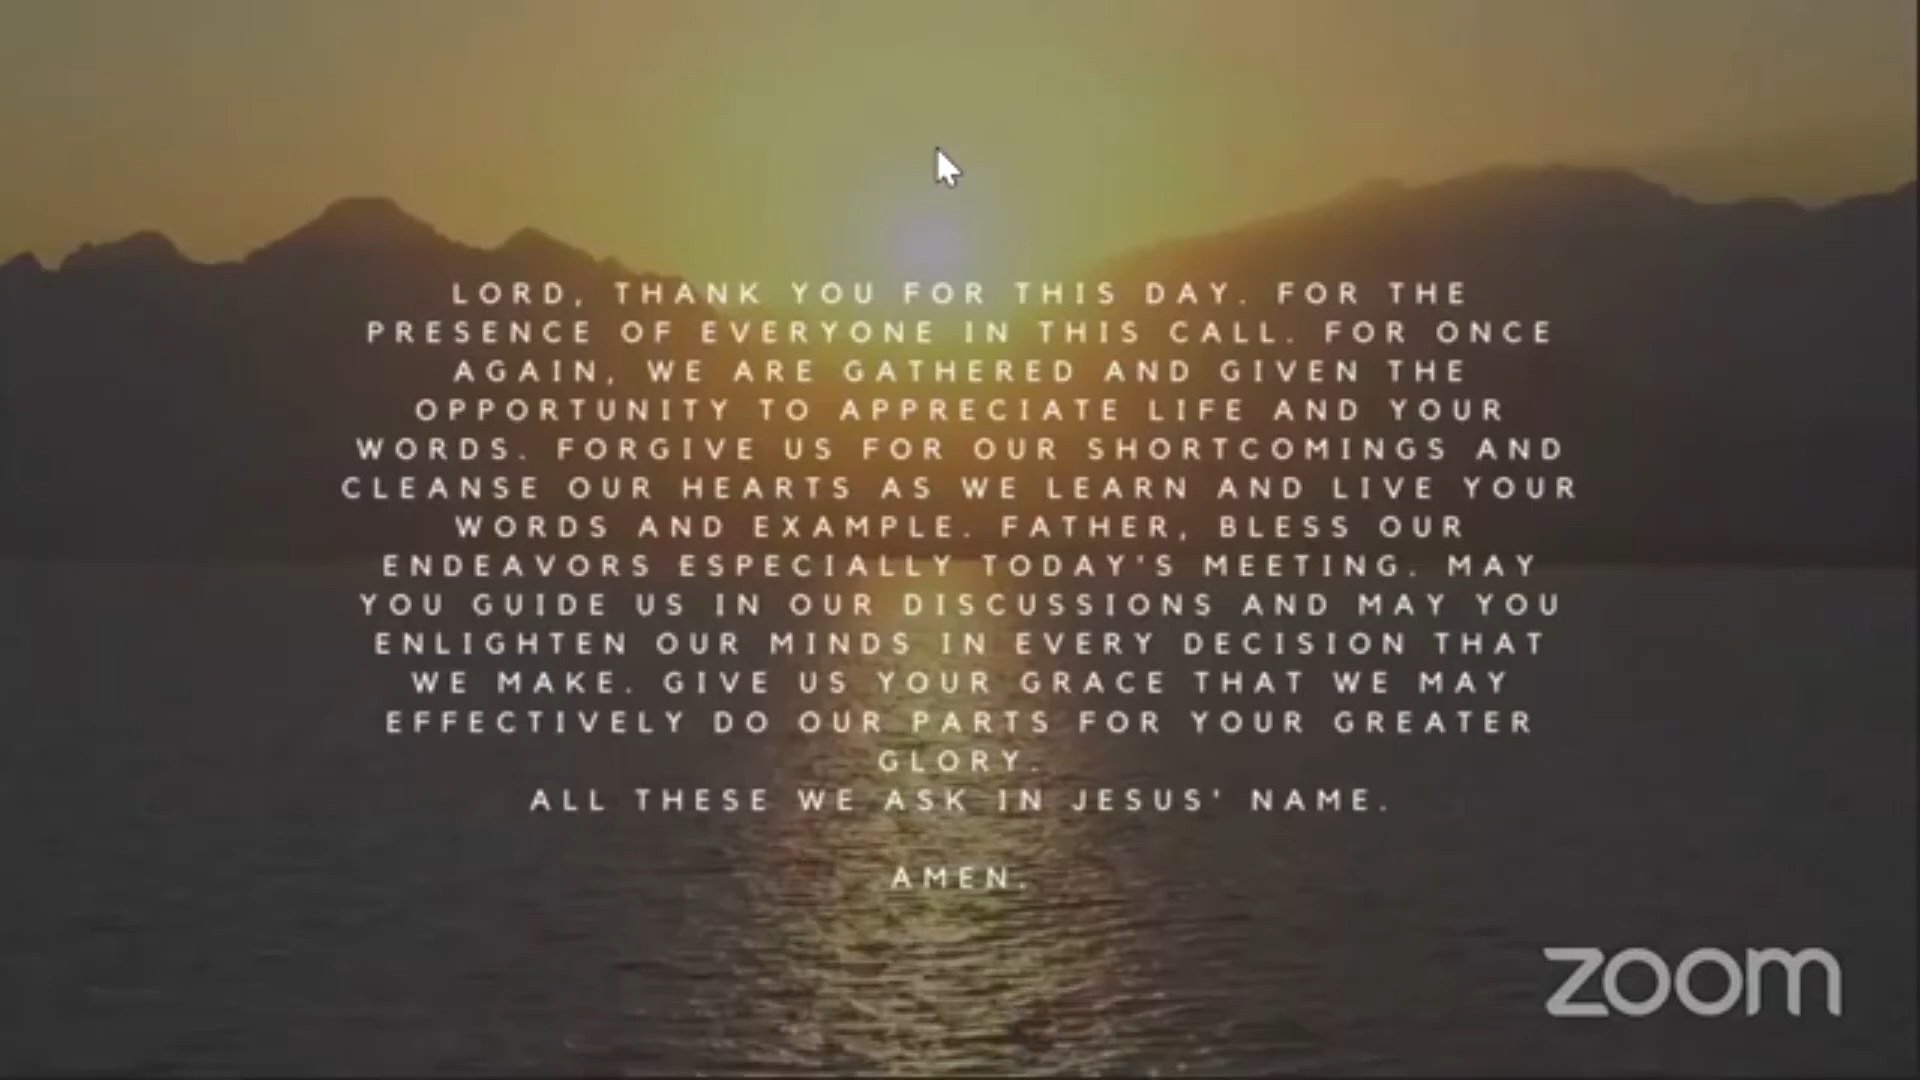 LORD, THANK YOU FOR THIS DAY. FOR THE
PRESENCE OF EVERYONE IN THIS CALL. FOR ONCE
AGAIN, WE ARE GATHERED AND GIVEN THE
OPPORTUNITY TO APPRECIATE LIFE AND YOUR
WORDS. FORGIVE US FOR OUR SHORTCOMINGS AND
CLEANSE OUR HEARTS AS WE LEARN AND LIVE YOUR
WORDS AND EXAMPLE. FATHER, BLESS OUR
ENDEAVORS ESPECIALLY TODAY'S MEETING. MAY
YOU GUIDE US IN OUR DISCUSSIONS AND MAY YOU
ENLIGHTEN OUR MINDS IN EVERY DECISION THAT
WE MAKE. GIVE US YOUR GRACE THAT WE MAY
EFFECTIVELY DO OUR PARTS FOR YOUR GREATER
GLORY.
ALL THESE WE ASK IN JESUS' NAME.
AMEN.
zoom